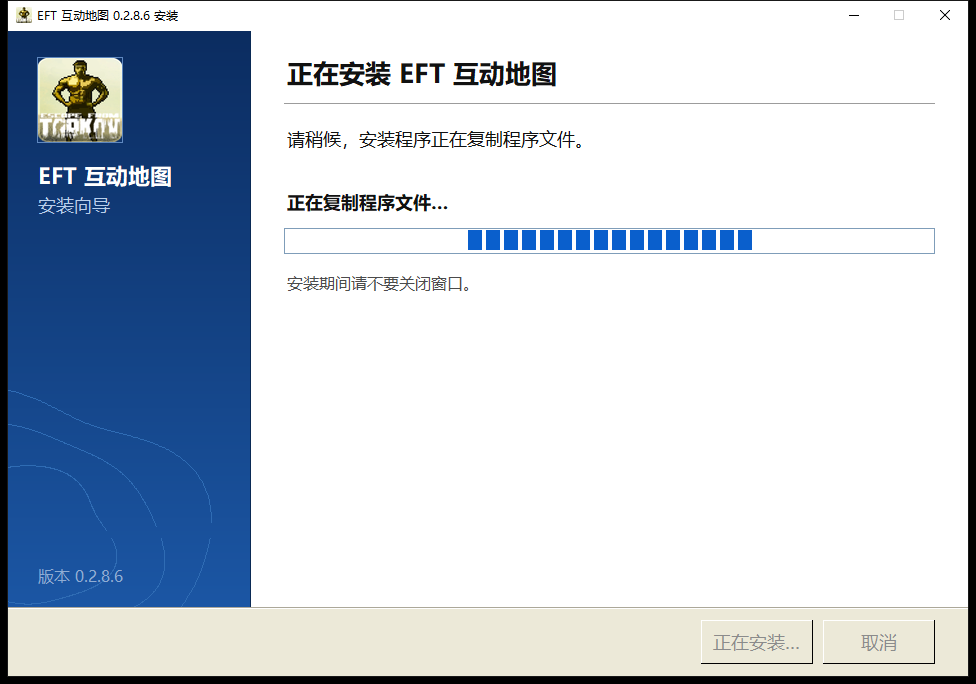 EFT 互动地图 0.2.8.6 安装
TARKOV
EFT 互动地图
安装向导
版本 0.2.8.6
正在安装 EFT 互动地图
请稍候，安装程序正在复制程序文件。
正在复制程序文件...
安装期间请不要关闭窗口。
正在安装...
取消